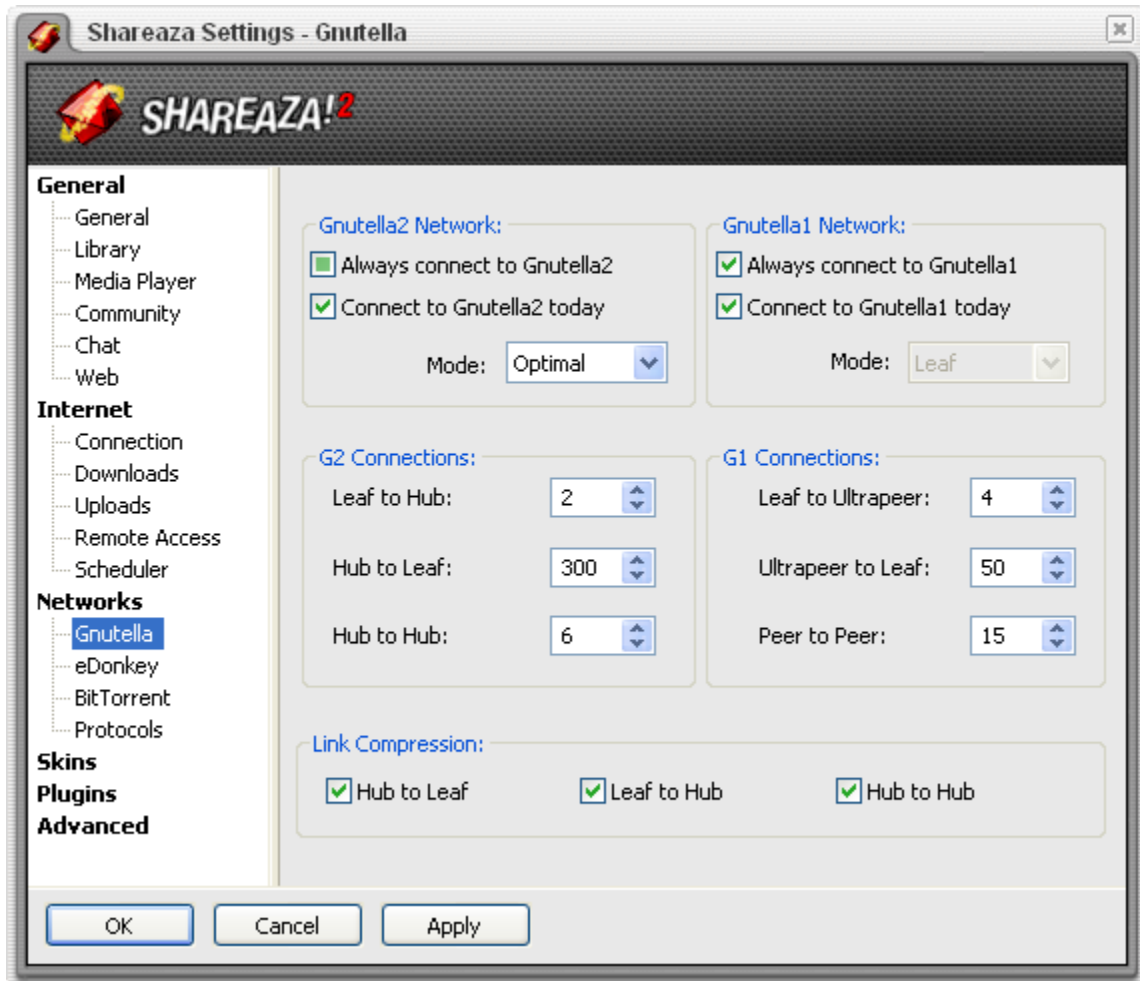 Shareaza Settings - Gnutella
SHAREAZA!2
General
General
Library
Media Player
Community
Chat
Web
Internet
Connection
Downloads
Uploads
Remote Access
Scheduler
Networks
Gnutella
eDonkey
BitTorrent
Protocols
Skins
Plugins
Advanced
Gnutella2 Network:
Always connect to Gnutella2
Connect to Gnutella2 today
Mode: Optimal
Gnutella1 Network:
Always connect to Gnutella1
Connect to Gnutella1 today
Mode: Leaf
G2 Connections:
Leaf to Hub: 2
Hub to Leaf: 300
Hub to Hub: 6
G1 Connections:
Leaf to Ultrapeer: 4
Ultrapeer to Leaf: 50
Peer to Peer: 15
Link Compression:
Hub to Leaf Leaf to Hub Hub to Hub
OK Cancel Apply